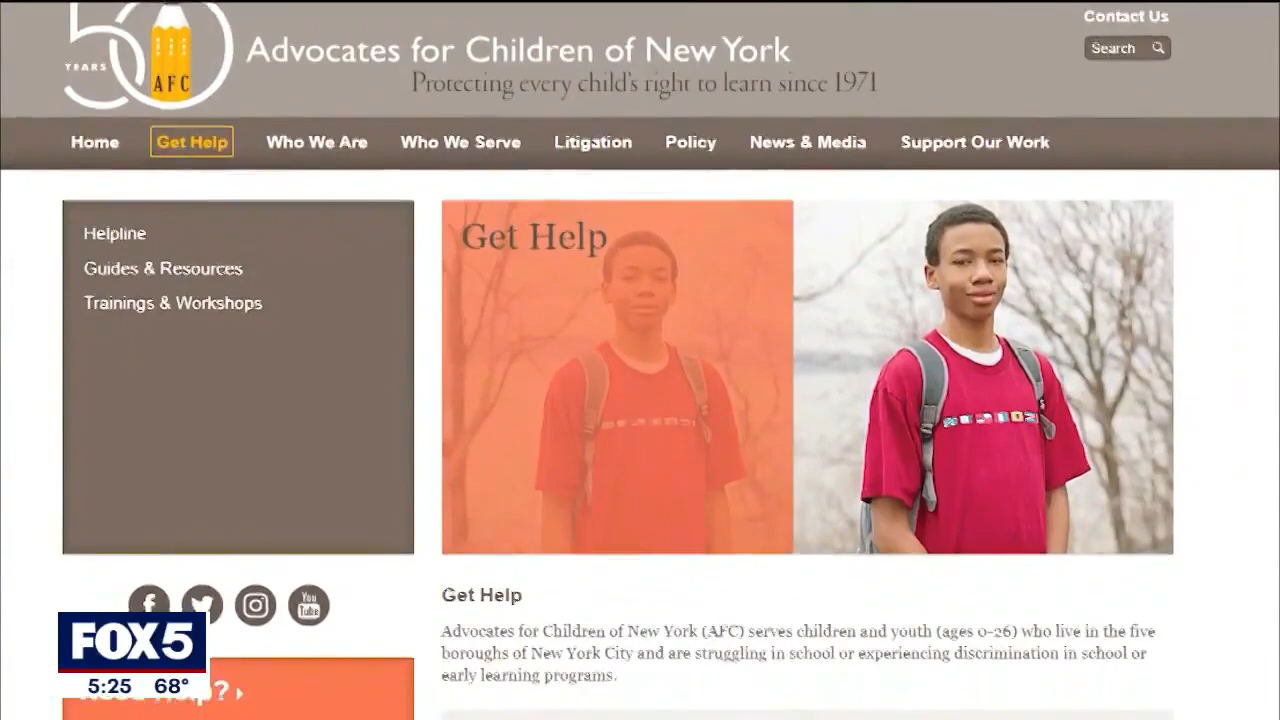 50
YEARS
AFC
Advocates for Children of New York
Protecting every child's right to learn since 1971
Contact Us
Search
Home
Get Help
Who We Are
Who We Serve
Litigation
Policy
News & Media
Support Our Work
Helpline
Guides & Resources
Trainings & Workshops
Get Help
f
You
Tube
Get Help
Advocates for Children of New York (AFC) serves children and youth (ages 0-26) who live in the five
boroughs of New York City and are struggling in school or experiencing discrimination in school or
early learning programs.
FOX5
5:25 68°